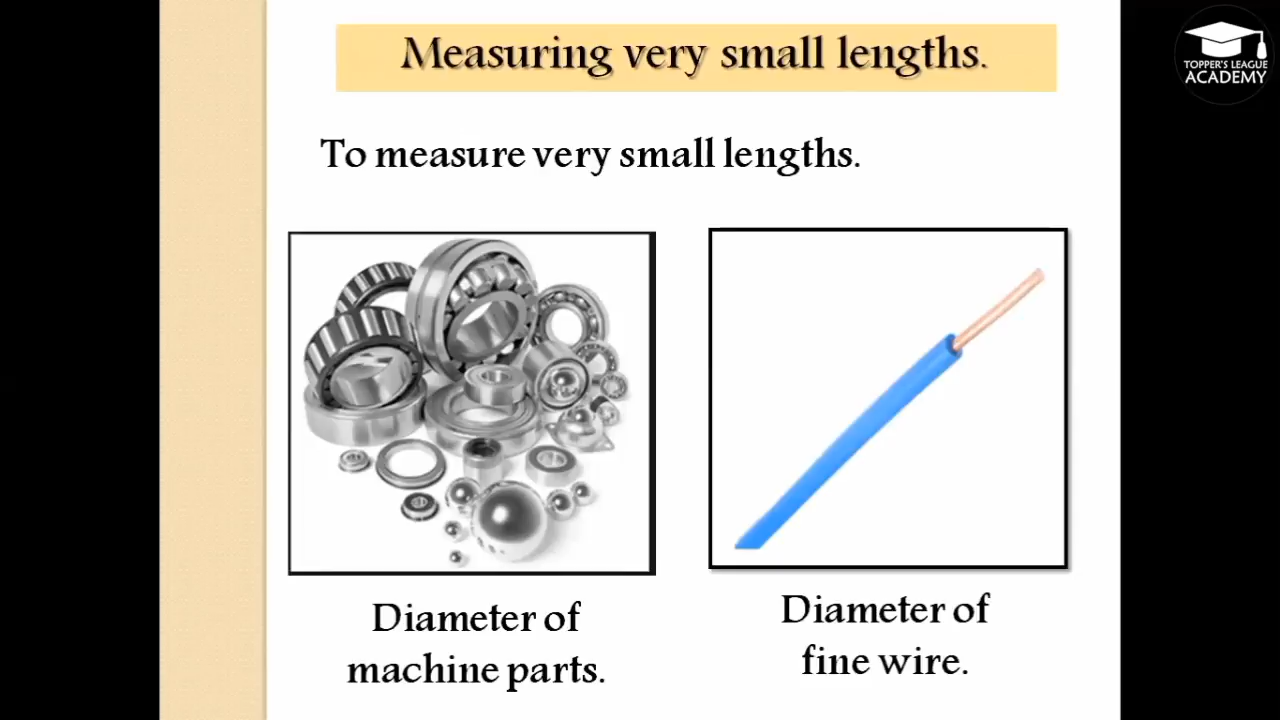 Measuring very small lengths.
TOPPER'S LEAGUE
ACADEMY
To measure very small lengths.
Diameter of
machine parts.
Diameter of
fine wire.